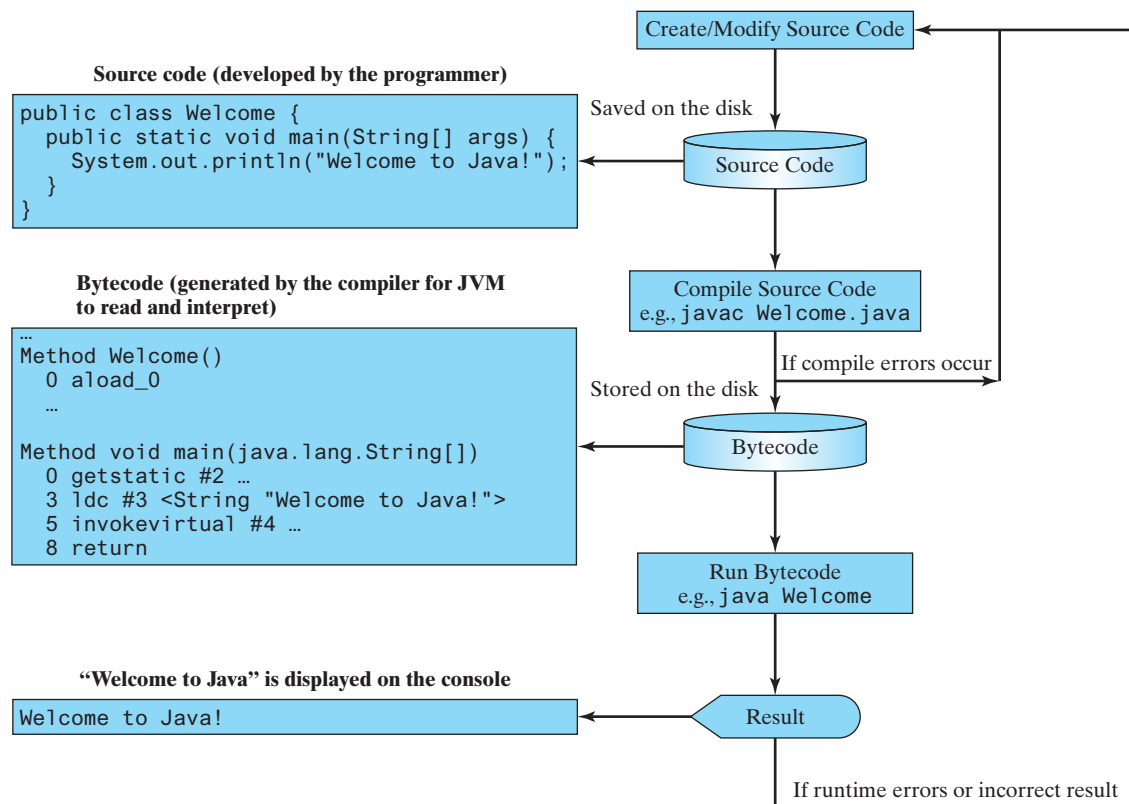 Create/Modify Source Code
Source code (developed by the programmer)
public class Welcome {
  public static void main(String[] args) {
    System.out.println("Welcome to Java!");
  }
}
Saved on the disk
Source Code
Bytecode (generated by the compiler for JVM
to read and interpret)
Compile Source Code
e.g., javac Welcome.java
…
Method Welcome()
  0 aload_0
  …
Method void main(java.lang.String[])
  0 getstatic #2 …
  3 ldc #3 <String "Welcome to Java!">
  5 invokevirtual #4 …
  8 return
If compile errors occur
Stored on the disk
Bytecode
Run Bytecode
e.g., java Welcome
“Welcome to Java” is displayed on the console
Welcome to Java!
Result
If runtime errors or incorrect result